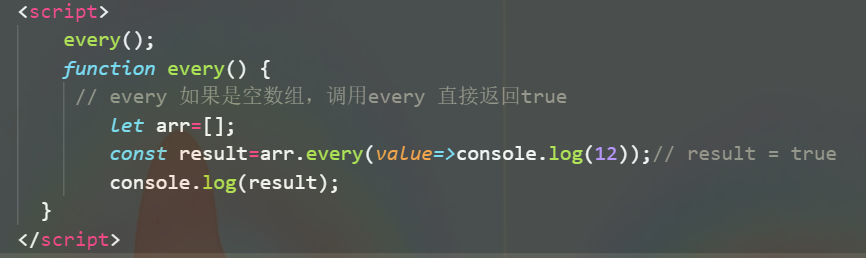 <script>
every();
function every() {
// every 如果是空数组，调用every 直接返回true
let arr=[];
const result=arr.every(value=>console.log(12));// result = true
console.log(result);
}
</script>